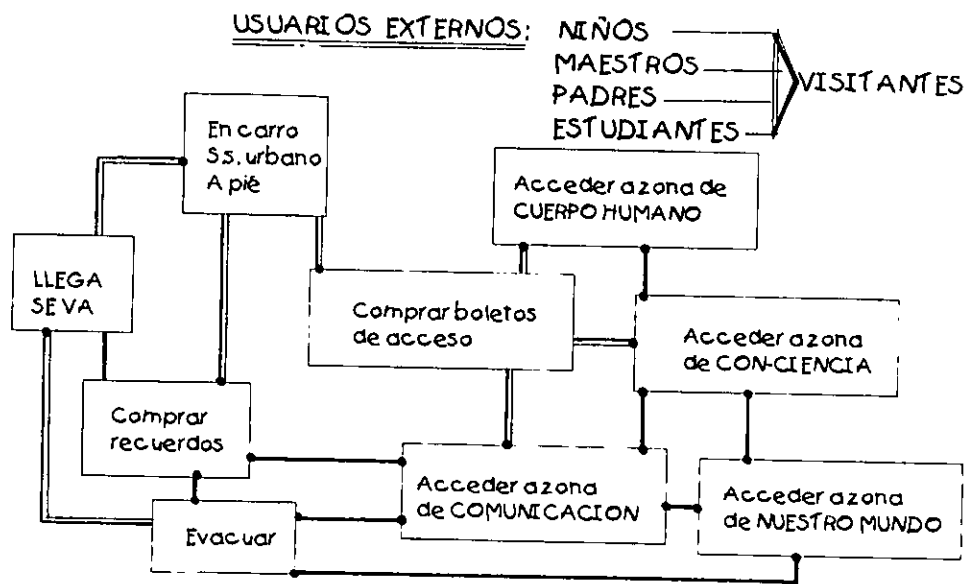 USUARIOS EXTERNOS: NIÑOS
MAESTROS
PADRES
ESTUDIANTES
VISITANTES
En carro
Ss. urbano
A pié
Acceder a zona de
CUERPO HUMANO
LLEGA
SE VA
Comprar boletos
de acceso
Acceder a zona
de CON-CIENCIA
Comprar
recuerdos
Acceder a zona
de COMUNICACION
Acceder a zona
de NUESTRO MUNDO
Evacuar